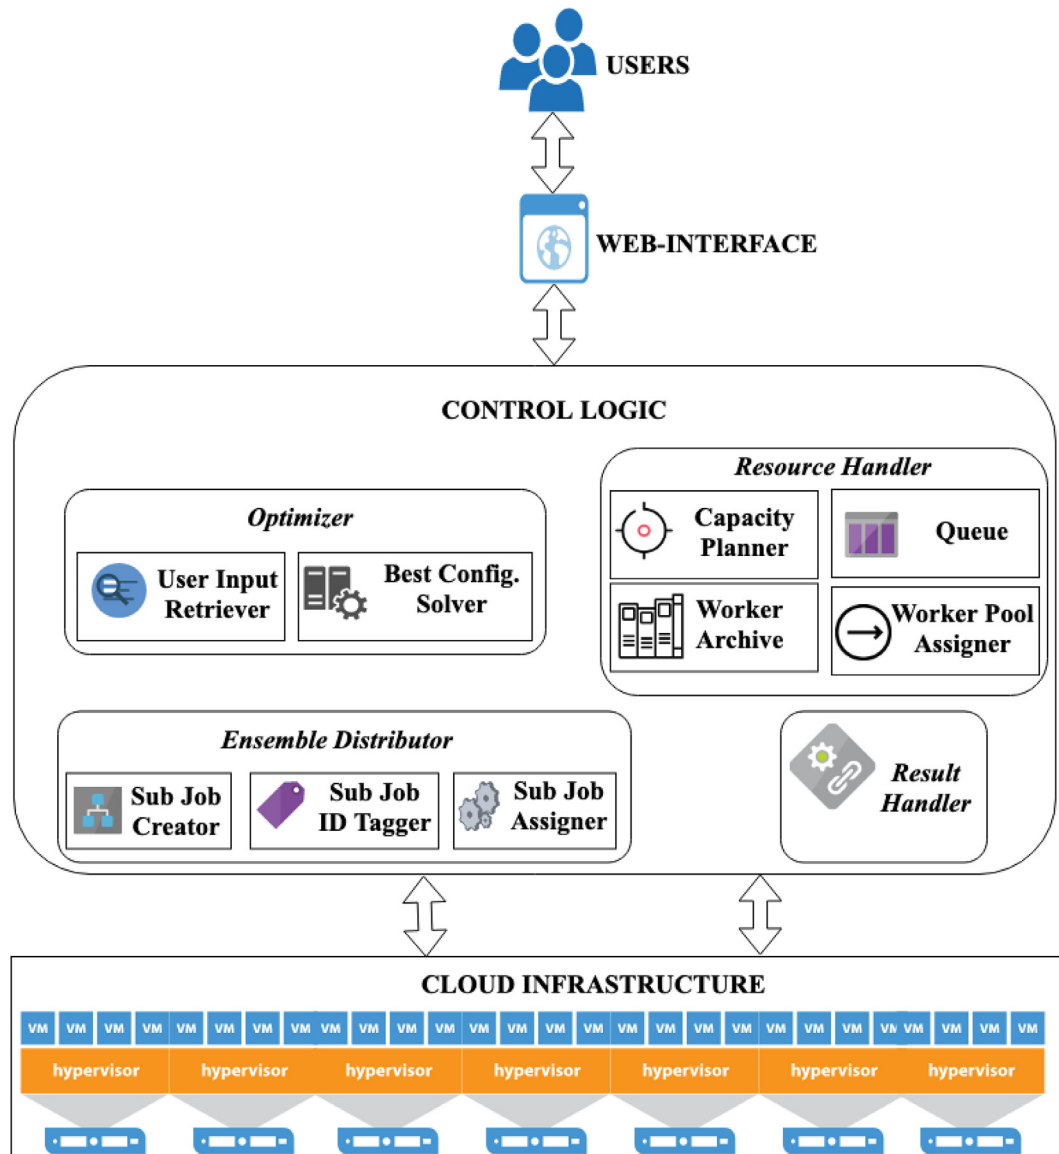 USERS
WEB-INTERFACE
CONTROL LOGIC
Resource Handler
Capacity
Planner
Queue
Worker
Archive
Worker Pool
Assigner
Optimizer
User Input
Retriever
Best Config.
Solver
Ensemble Distributor
Sub Job
Creator
Sub Job
ID Tagger
Sub Job
Assigner
Result
Handler
CLOUD INFRASTRUCTURE
VM VM VM VM VM VM VM VM VM VM VM VM VM VM VM VM VM VM VM VM VM VM VM VM VM VM VM VM
hypervisor hypervisor hypervisor hypervisor hypervisor hypervisor hypervisor